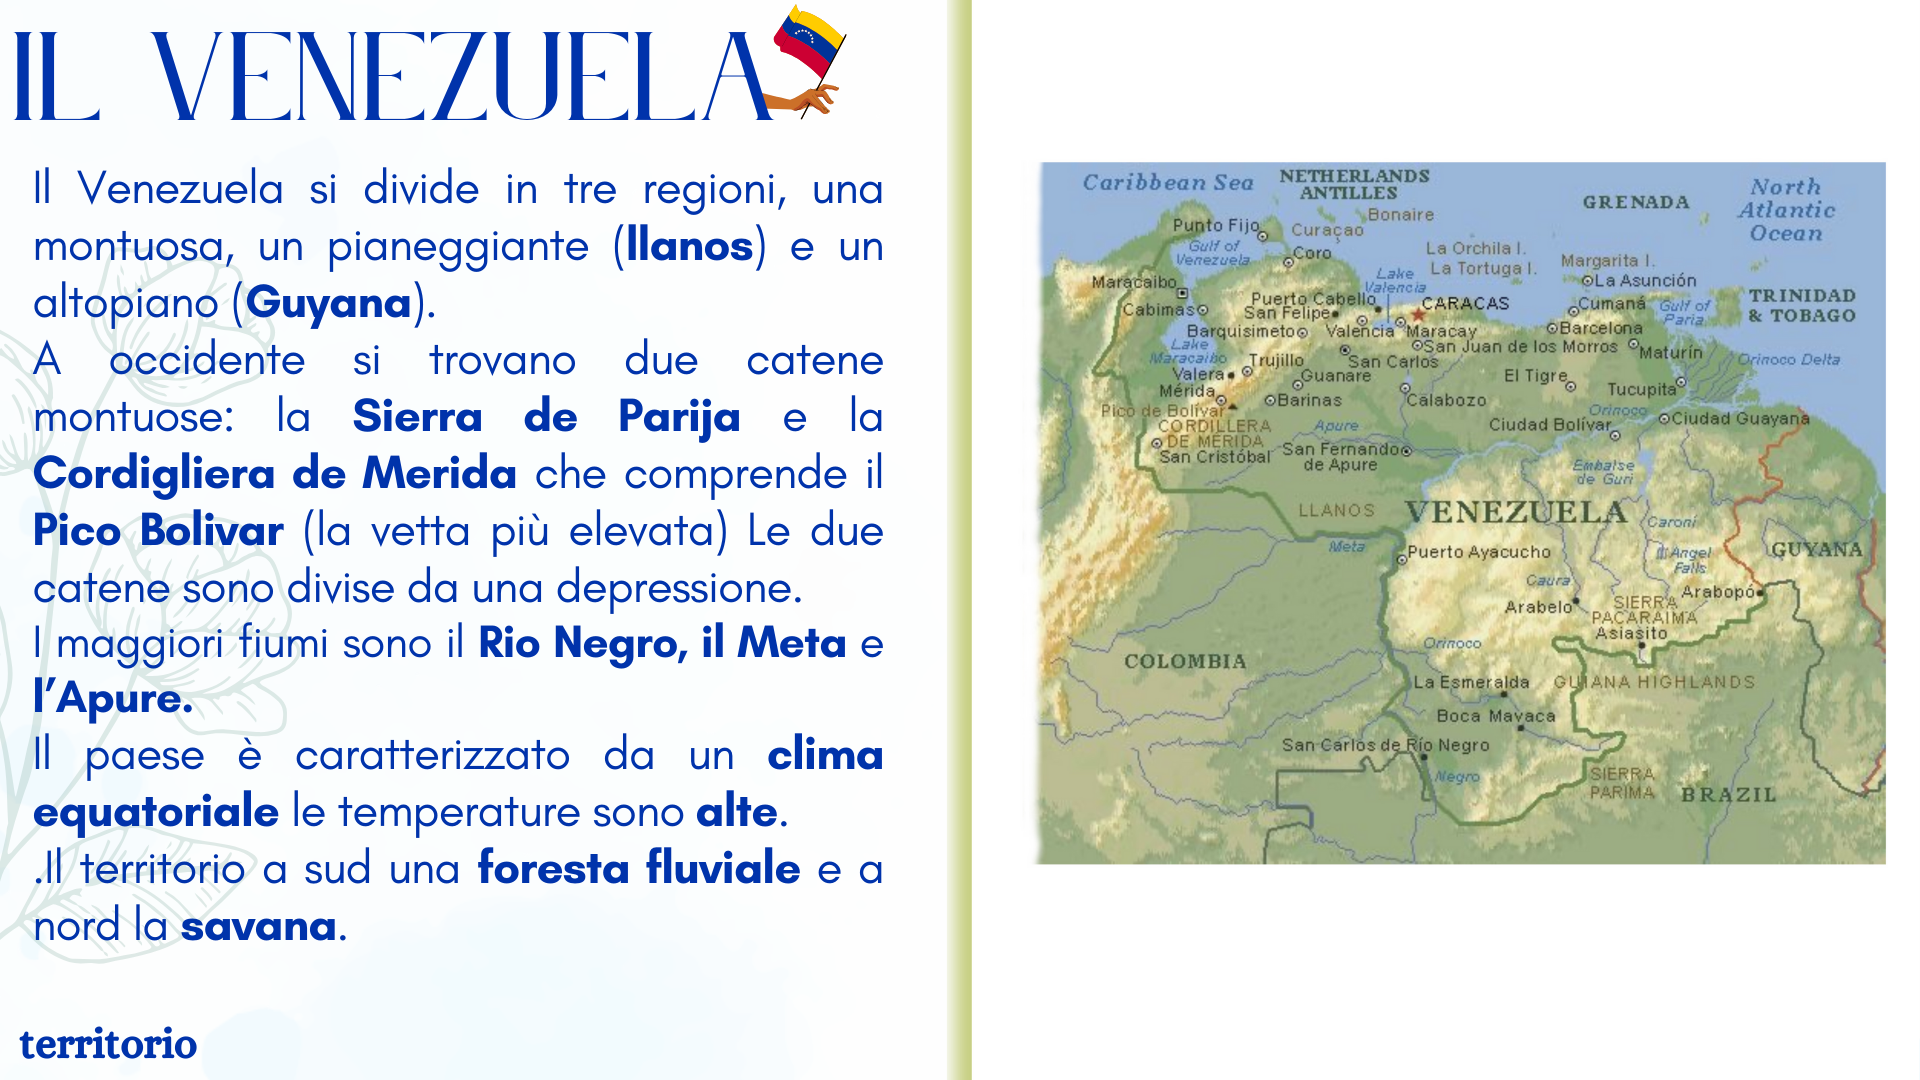 IL VENEZUELA
Il Venezuela si divide in tre regioni, una
montuosa, un pianeggiante (llanos) e un
altopiano (Guyana).
A occidente si trovano due catene
montuose: la Sierra de Parija e la
Cordigliera de Merida che comprende il
Pico Bolivar (la vetta più elevata) Le due
catene sono divise da una depressione.
I maggiori fiumi sono il Rio Negro, il Meta e
l’Apure.
Il paese è caratterizzato da un clima
equatoriale le temperature sono alte.
.Il territorio a sud una foresta fluviale e a
nord la savana.
territorio
Caribbean Sea
NETHERLANDS
ANTILLES
Bonaire
Curaçao
GRENADA
North
Atlantic
Ocean
Punto Fijo
Gulf of
Venezuela
Coro
La Orchila I.
La Tortuga I.
Margarita I.
La Asunción
Maracaibo
Cabimas
Lake
Valencia
Puerto Cabello
San Felipe
CARACAS
Cumaná
Gulf of
Paria
TRINIDAD
& TOBAGO
Barquisimeto
Valencia
Maracay
Barcelona
San Juan de los Morros
Maturín
Orinoco Delta
Lake
Maracaibo
Trujillo
San Carlos
Valera
Guanare
El Tigre
Tucupita
Mérida
Barinas
Calabozo
Pico de Bolívar
Orinoco
Ciudad Guayana
CORDILLERA
DE MERIDA
Apure
Ciudad Bolívar
San Cristóbal
San Fernando
de Apure
Embalse
de Guri
LLANOS
VENEZUELA
Caroní
Meta
Puerto Ayacucho
Angel
Falls
GUYANA
Caura
Arabopó
Arabelo
SIERRA
PACARAIMA
Asiasito
Orinoco
COLOMBIA
La Esmeralda
GUIANA HIGHLANDS
Boca Mavaca
San Carlos de Río Negro
Negro
SIERRA
PARIMA
BRAZIL